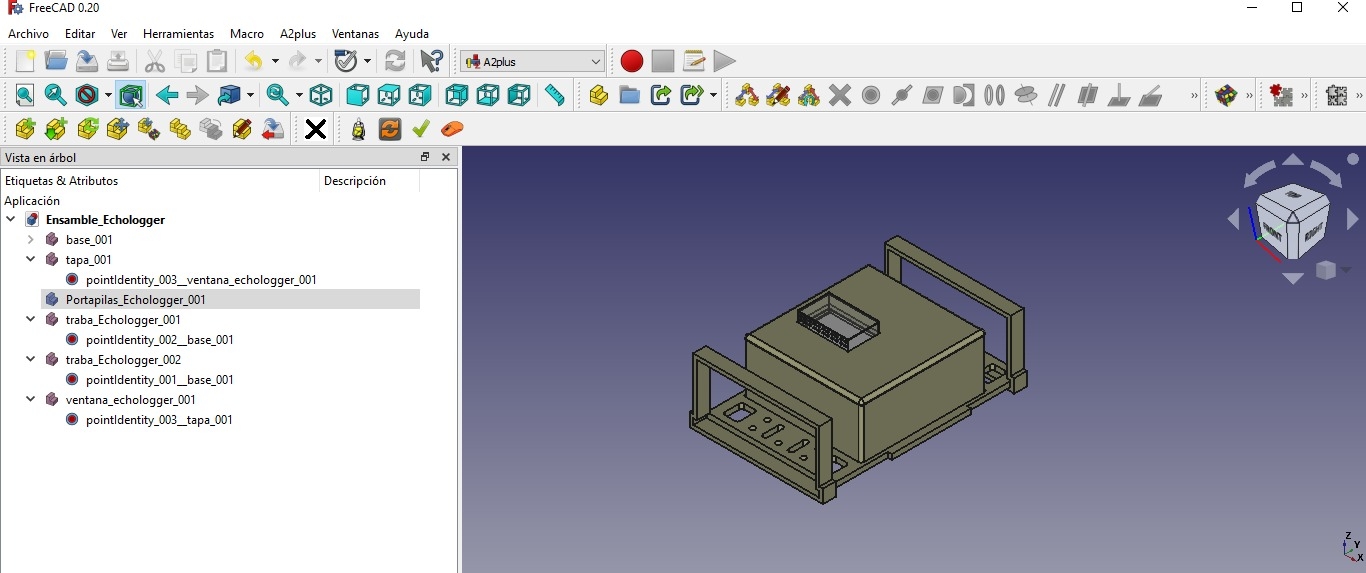 FreeCAD 0.20
Archivo Editar Ver Herramientas Macro A2plus Ventanas Ayuda
A2plus
Vista en árbol
Etiquetas & Atributos Descripción
Aplicación
Ensamble_Echologger
base_001
tapa_001
pointIdentity_003__ventana_echologger_001
Portapilas_Echologger_001
traba_Echologger_001
pointIdentity_002__base_001
traba_Echologger_002
pointIdentity_001__base_001
ventana_echologger_001
pointIdentity_003__tapa_001
FRONT RIGHT
Z
Y
X